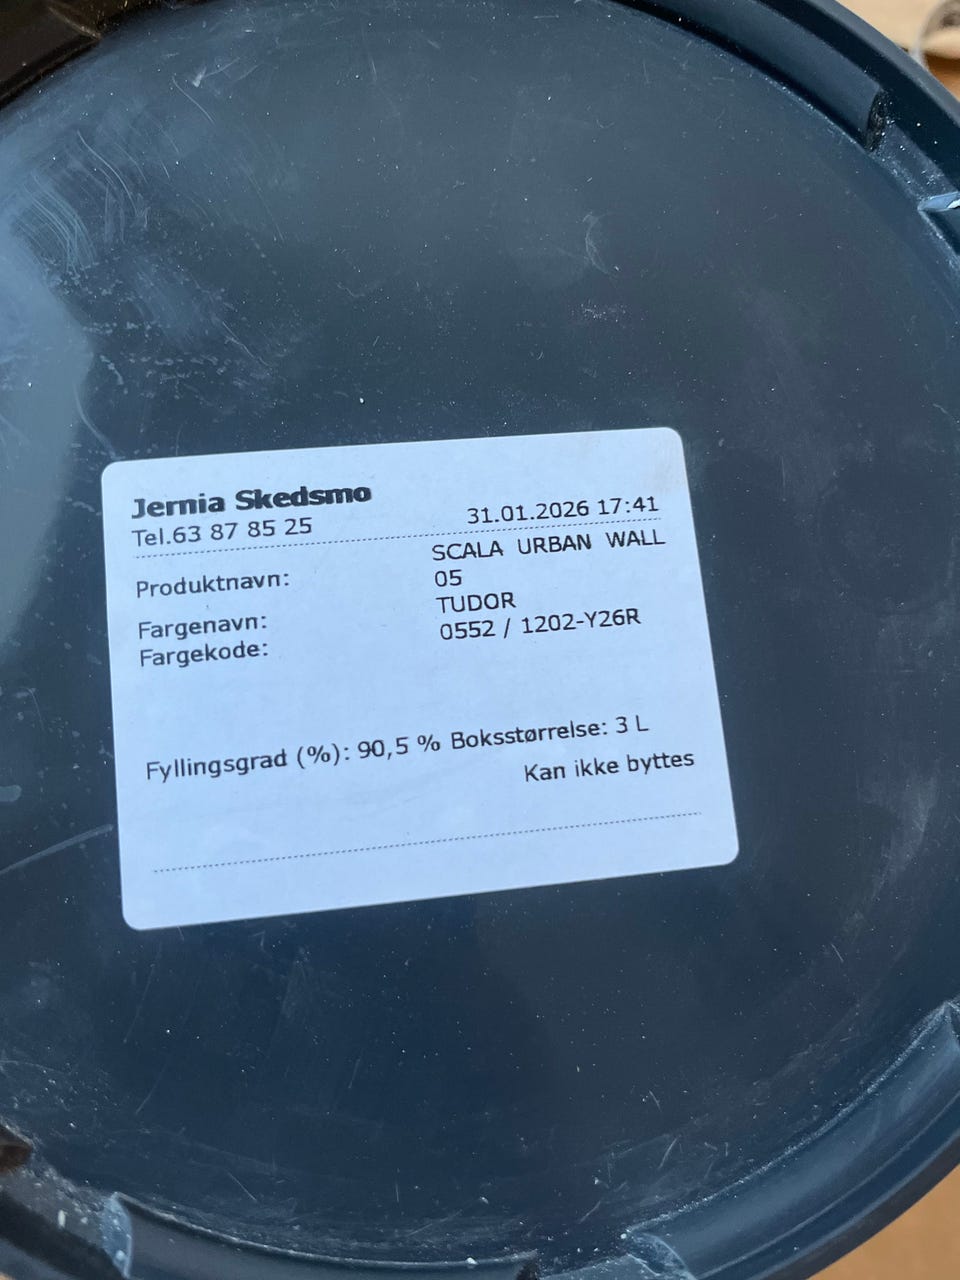 Jernia Skedsmo
Tel.63 87 85 25 31.01.2026 17:41
Produktnavn: SCALA URBAN WALL
05
Fargenavn: TUDOR
Fargekode: 0552 / 1202-Y26R
Fyllingsgrad (%): 90,5 % Boksstørrelse: 3 L
Kan ikke byttes